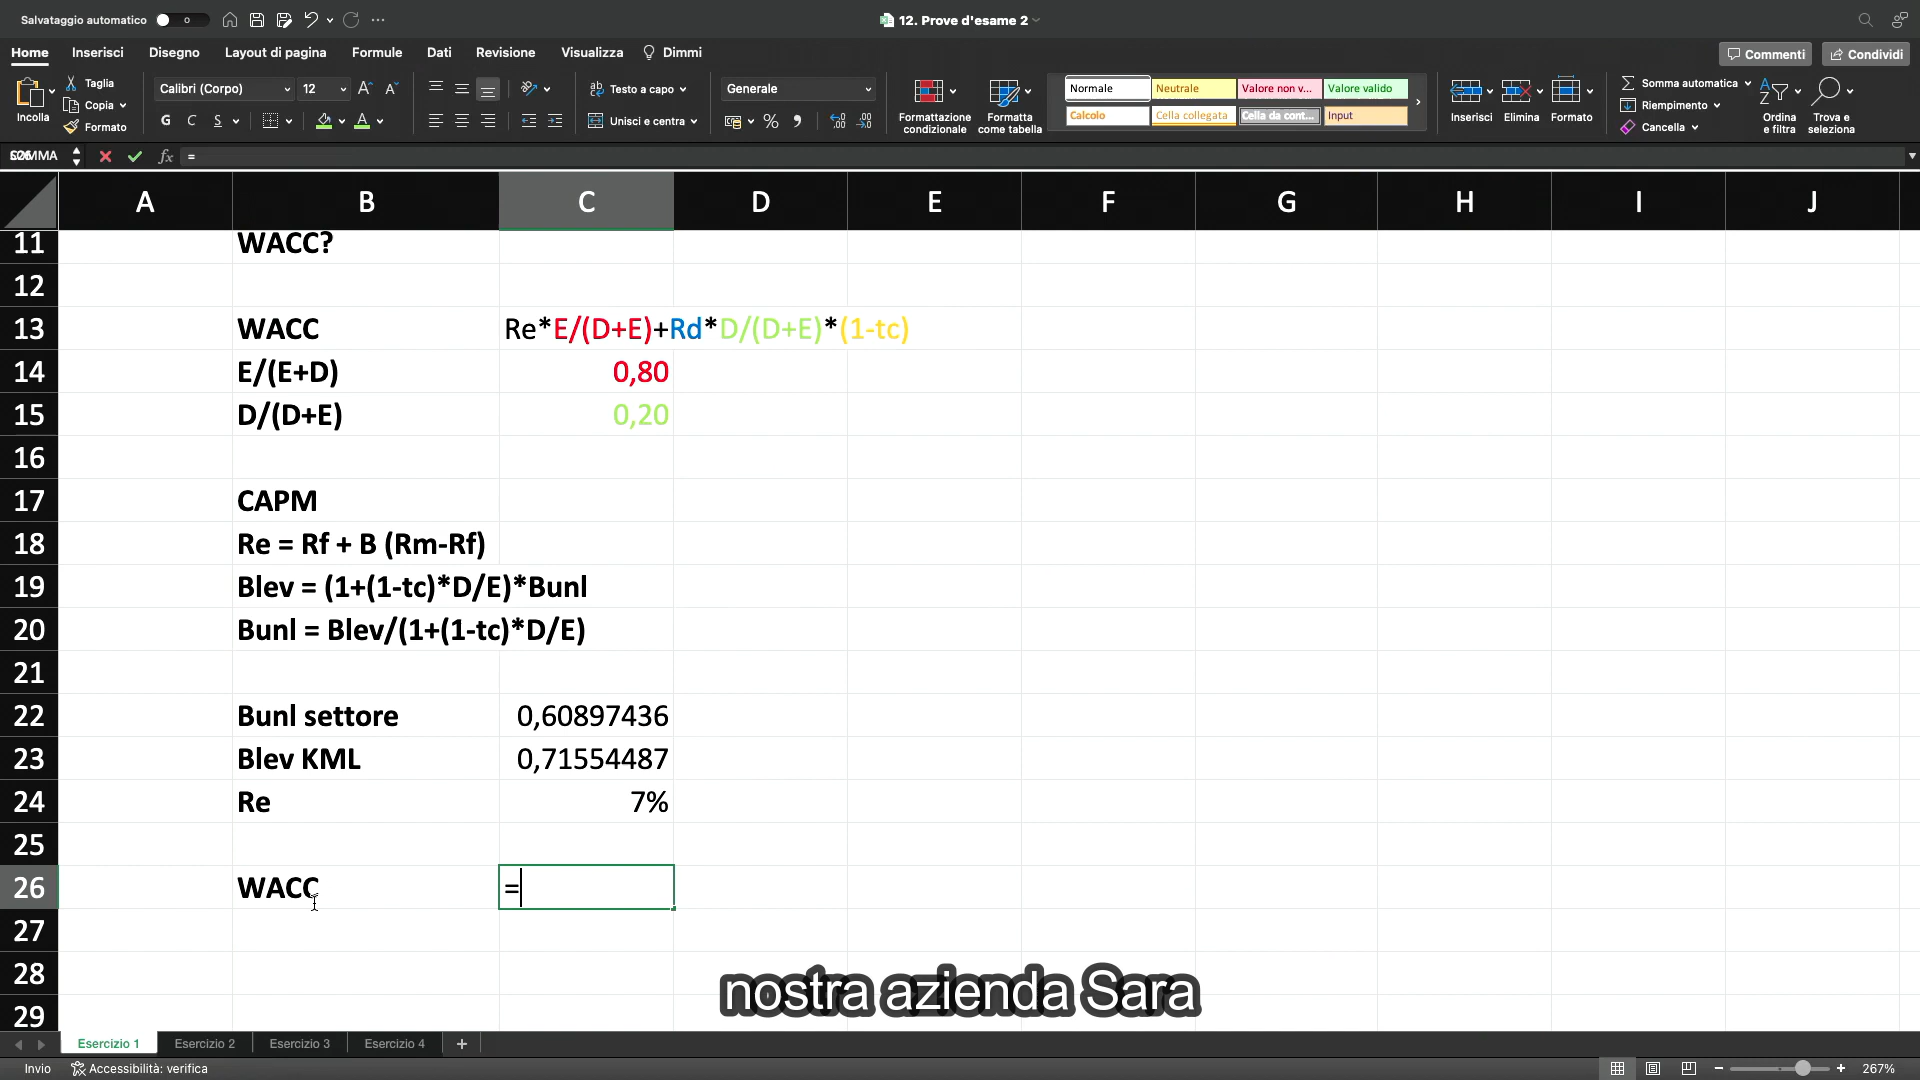 Salvataggio automatico 0 12. Prove d'esame 2
Home Inserisci Disegno Layout di pagina Formule Dati Revisione Visualizza Dimmi Commenti Condividi
Incolla Taglia Copia Formato
Calibri (Corpo) 12
Testo a capo
Unisci e centra
Generale
Formattazione condizionale
Formatta come tabella
Normale Neutrale Valore non v... Valore valido
Calcolo Cella collegata Cella da cont... Input
Inserisci Elimina Formato
Somma automatica
Riempimento
Cancella
Ordina e filtra
Trova e seleziona
fx =
A B C D E F G H I J
11 WACC?
12
13 WACC Re*E/(D+E)+Rd*D/(D+E)*(1-tc)
14 E/(E+D) 0,80
15 D/(D+E) 0,20
16
17 CAPM
18 Re = Rf + B (Rm-Rf)
19 Blev = (1+(1-tc)*D/E)*Bunl
20 Bunl = Blev/(1+(1-tc)*D/E)
21
22 Bunl settore 0,60897436
23 Blev KML 0,71554487
24 Re 7%
25
26 WACC =
27
28
29
nostra azienda Sara
Esercizio 1 Esercizio 2 Esercizio 3 Esercizio 4 +
Invio Accessibilità: verifica 267%